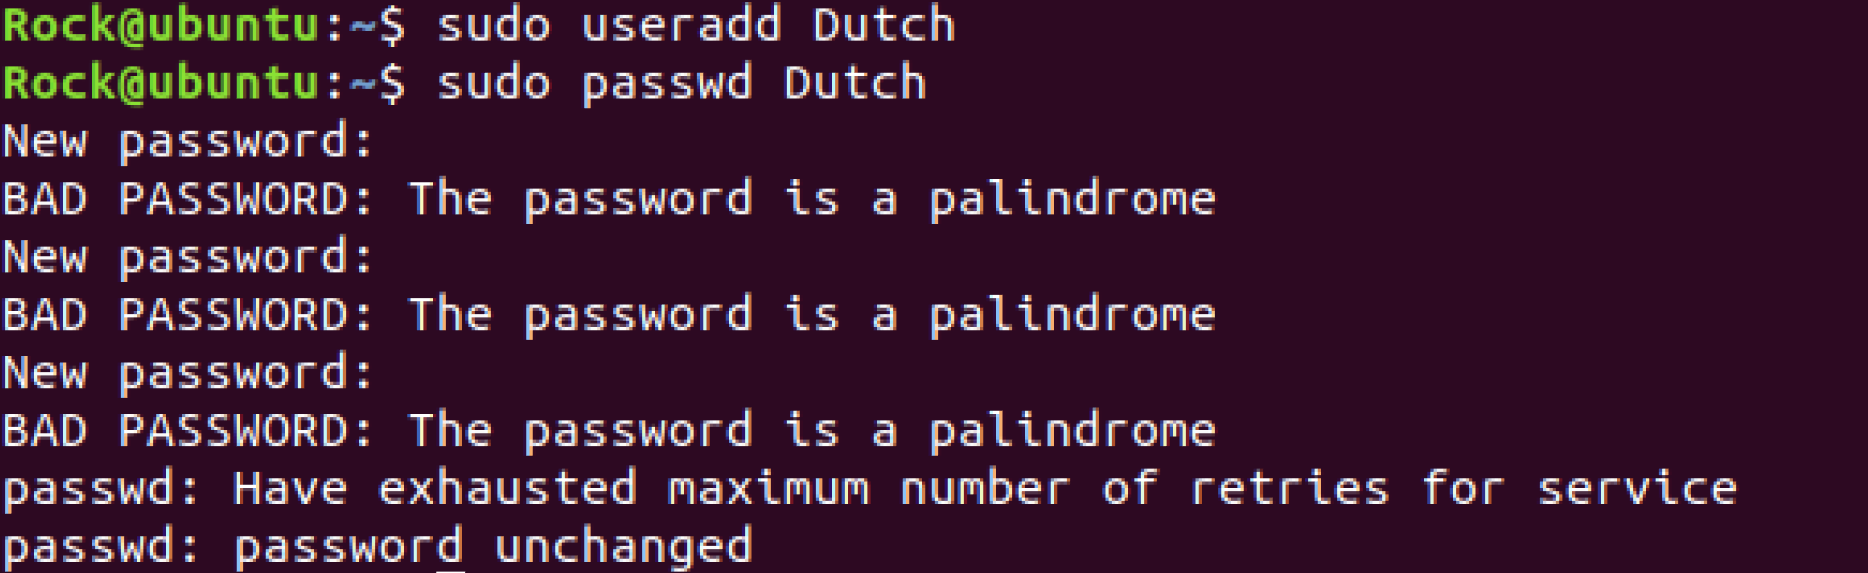 Rock@ubuntu:~$ sudo useradd Dutch
Rock@ubuntu:~$ sudo passwd Dutch
New password:
BAD PASSWORD: The password is a palindrome
New password:
BAD PASSWORD: The password is a palindrome
New password:
BAD PASSWORD: The password is a palindrome
passwd: Have exhausted maximum number of retries for service
passwd: password unchanged